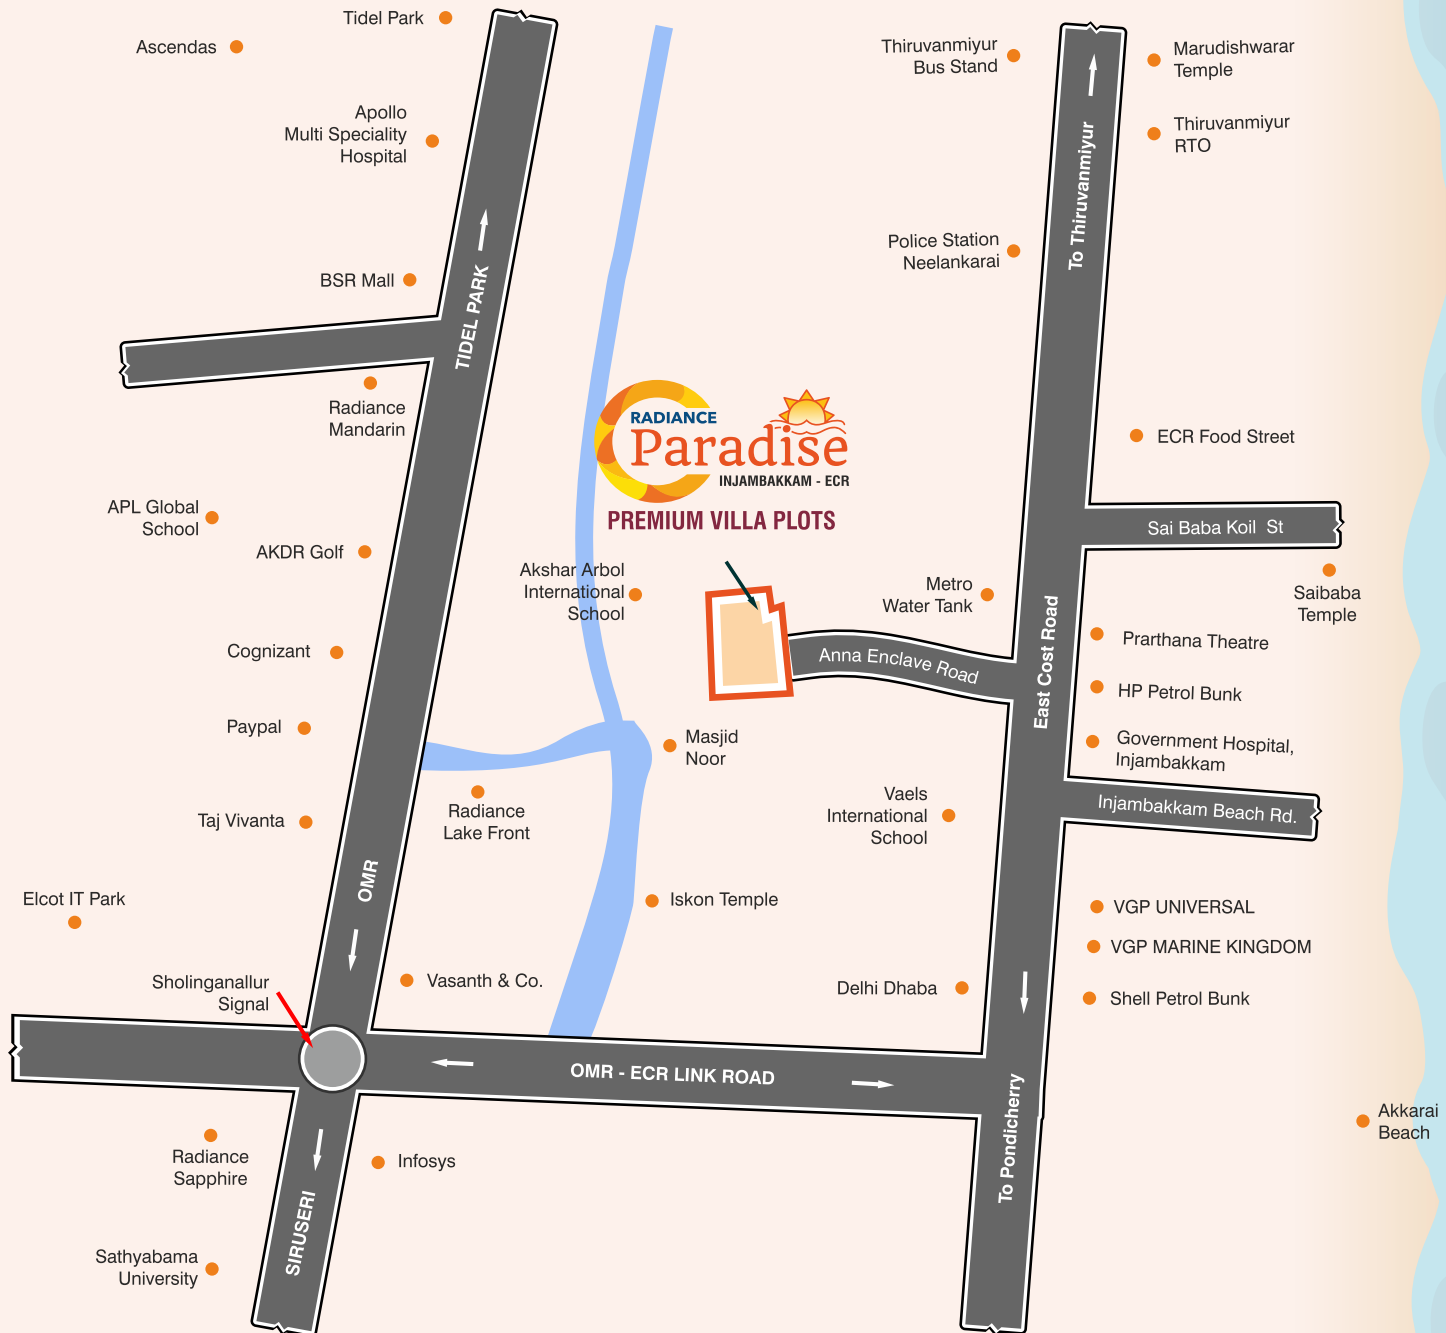 Tidel Park
Ascendas
Apollo
Multi Speciality
Hospital
BSR Mall
TIDEL PARK
Radiance
Mandarin
APL Global
School
AKDR Golf
Cognizant
Paypal
Taj Vivanta
OMR
Elcot IT Park
Sholinganallur
Signal
Radiance
Sapphire
Infosys
SIRUSERI
Sathyabama
University
RADIANCE
Paradise
INJAMBAKKAM - ECR
PREMIUM VILLA PLOTS
Akshar Arbol
International
School
Masjid
Noor
Radiance
Lake Front
Iskon Temple
Vasanth & Co.
OMR - ECR LINK ROAD
Thiruvanmiyur
Bus Stand
Police Station
Neelankarai
Metro
Water Tank
Anna Enclave Road
Vaels
International
School
Delhi Dhaba
To Thiruvanmiyur
East Cost Road
To Pondicherry
Marudishwarar
Temple
Thiruvanmiyur
RTO
ECR Food Street
Sai Baba Koil St
Saibaba
Temple
Prarthana Theatre
HP Petrol Bunk
Government Hospital,
Injambakkam
Injambakkam Beach Rd.
VGP UNIVERSAL
VGP MARINE KINGDOM
Shell Petrol Bunk
Akkarai
Beach